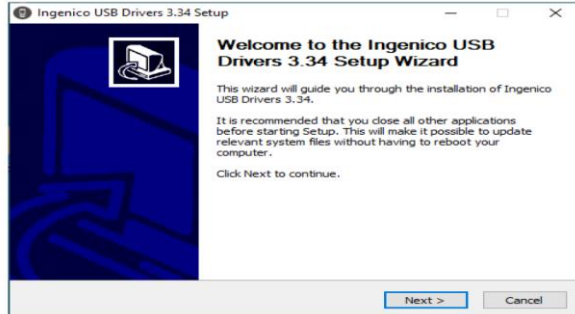 Ingenico USB Drivers 3.34 Setup
Welcome to the Ingenico USB
Drivers 3.34 Setup Wizard
This wizard will guide you through the installation of Ingenico
USB Drivers 3.34.
It is recommended that you close all other applications
before starting Setup. This will make it possible to update
relevant system files without having to reboot your
computer.
Click Next to continue.
Next > Cancel